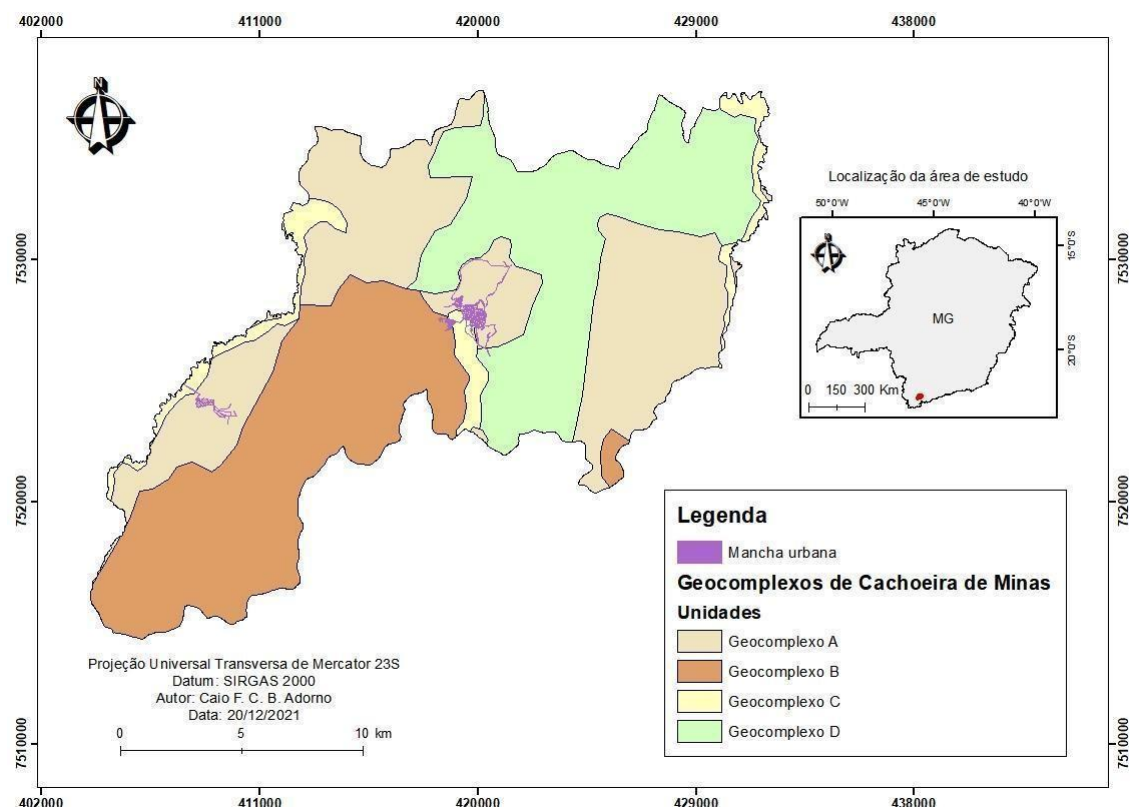 402000 411000 420000 429000 438000
N
Localização da área de estudo
50°0'W 45°0'W 40°0'W
15°0'S
20°0'S
MG
0 150 300 Km
7530000 7530000
7520000 7520000
7510000 7510000
Legenda
Mancha urbana
Geocomplexos de Cachoeira de Minas
Unidades
Geocomplexo A
Geocomplexo B
Geocomplexo C
Geocomplexo D
Projeção Universal Transversa de Mercator 23S
Datum: SIRGAS 2000
Autor: Caio F. C. B. Adorno
Data: 20/12/2021
0 5 10 km
402000 411000 420000 429000 438000